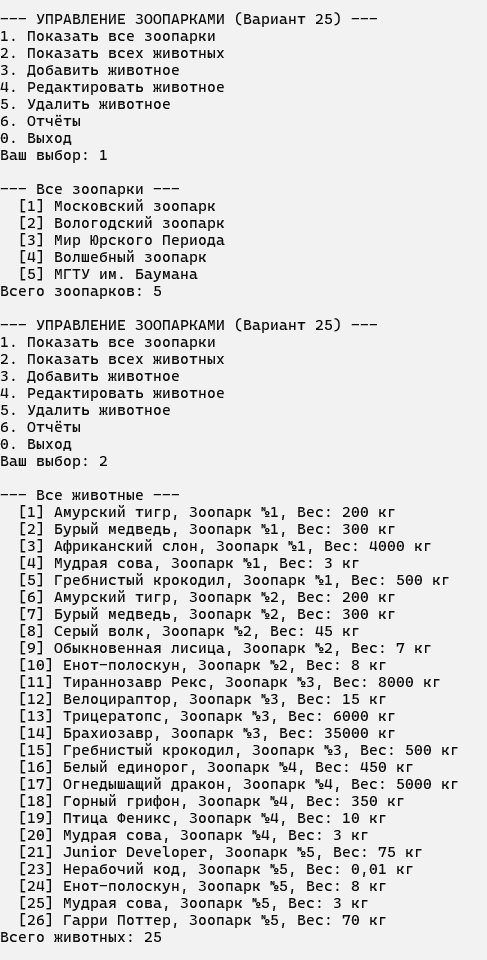 --- УПРАВЛЕНИЕ ЗООПАРКАМИ (Вариант 25) ---
1. Показать все зоопарки
2. Показать всех животных
3. Добавить животное
4. Редактировать животное
5. Удалить животное
6. Отчёты
0. Выход
Ваш выбор: 1
--- Все зоопарки ---
[1] Московский зоопарк
[2] Вологодский зоопарк
[3] Мир Юрского Периода
[4] Волшебный зоопарк
[5] МГТУ им. Баумана
Всего зоопарков: 5
--- УПРАВЛЕНИЕ ЗООПАРКАМИ (Вариант 25) ---
1. Показать все зоопарки
2. Показать всех животных
3. Добавить животное
4. Редактировать животное
5. Удалить животное
6. Отчёты
0. Выход
Ваш выбор: 2
--- Все животные ---
[1] Амурский тигр, Зоопарк №1, Вес: 200 кг
[2] Бурый медведь, Зоопарк №1, Вес: 300 кг
[3] Африканский слон, Зоопарк №1, Вес: 4000 кг
[4] Мудрая сова, Зоопарк №1, Вес: 3 кг
[5] Гребнистый крокодил, Зоопарк №1, Вес: 500 кг
[6] Амурский тигр, Зоопарк №2, Вес: 200 кг
[7] Бурый медведь, Зоопарк №2, Вес: 300 кг
[8] Серый волк, Зоопарк №2, Вес: 45 кг
[9] Обыкновенная лисица, Зоопарк №2, Вес: 7 кг
[10] Енот-полоскун, Зоопарк №2, Вес: 8 кг
[11] Тираннозавр Рекс, Зоопарк №3, Вес: 8000 кг
[12] Велоцираптор, Зоопарк №3, Вес: 15 кг
[13] Трицератопс, Зоопарк №3, Вес: 6000 кг
[14] Брахиозавр, Зоопарк №3, Вес: 35000 кг
[15] Гребнистый крокодил, Зоопарк №3, Вес: 500 кг
[16] Белый единорог, Зоопарк №4, Вес: 450 кг
[17] Огнедышащий дракон, Зоопарк №4, Вес: 5000 кг
[18] Горный грифон, Зоопарк №4, Вес: 350 кг
[19] Птица Феникс, Зоопарк №4, Вес: 10 кг
[20] Мудрая сова, Зоопарк №4, Вес: 3 кг
[21] Junior Developer, Зоопарк №5, Вес: 75 кг
[23] Нерабочий код, Зоопарк №5, Вес: 0,01 кг
[24] Енот-полоскун, Зоопарк №5, Вес: 8 кг
[25] Мудрая сова, Зоопарк №5, Вес: 3 кг
[26] Гарри Поттер, Зоопарк №5, Вес: 70 кг
Всего животных: 25